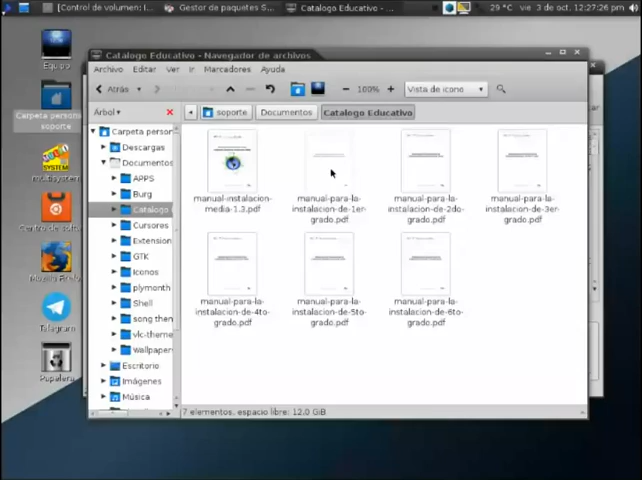 [Control de volumen: l...
Gestor de paquetes S...
Catalogo Educativo - ...
29 °C
vie 3 de oct, 12:27:26 pm
Equipo
Carpeta persona
soporte
multisystem
Centro de softw
Mozilla Firefox
Telegram
Papelera
Catalogo Educativo - Navegador de archivos
Archivo Editar Ver Ir Marcadores Ayuda
Atrás
100%
Vista de icono
Árbol
soporte
Documentos
Catalogo Educativo
Carpeta person
Descargas
Documentos
APPS
Burg
Catalogo
Cursores
Extension
GTK
Iconos
plymonth
Shell
song then
vlc-theme
Wallpaper
Escritorio
Imágenes
Música
manual-instalacion-
media-1.3.pdf
manual-para-la-
instalacion-de-1er-
grado.pdf
manual-para-la-
instalacion-de-2do-
grado.pdf
manual-para-la-
instalacion-de-3er-
grado.pdf
manual-para-la-
instalacion-de-4to-
grado.pdf
manual-para-la-
instalacion-de-5to-
grado.pdf
manual-para-la-
instalacion-de-6to-
grado.pdf
7 elementos, espacio libre: 12.0 GiB